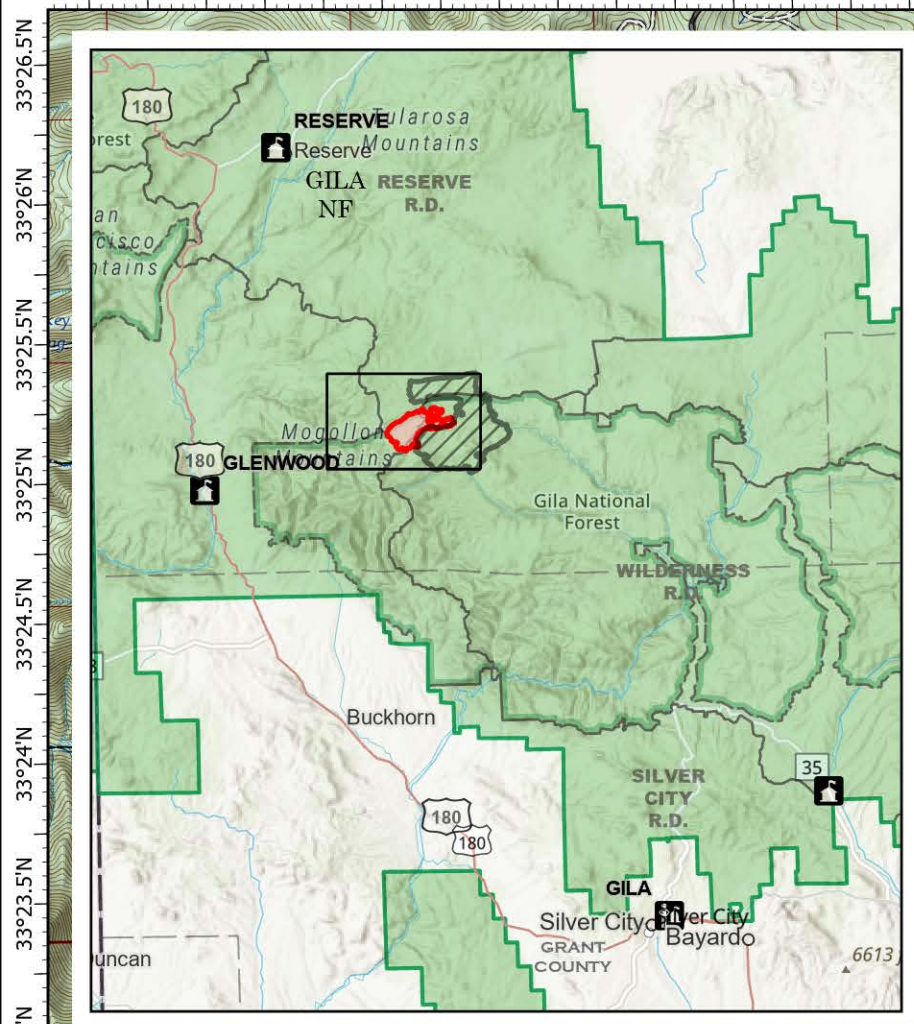 33°26.5'N
33°26'N
33°25.5'N
33°25'N
33°24.5'N
33°24'N
33°23.5'N
'N
180
RESERVE
Tularosa
Mountains
Reserve
orest
GILA
NF
RESERVE
R.D.
an
cisco
ntains
key
Mogollon
Mountains
180
GLENWOOD
Gila National
Forest
WILDERNESS
R.D.
Buckhorn
35
SILVER
CITY
R.D.
180
180
GILA
Silver City
Silver City
Bayard
GRANT
COUNTY
uncan
6613